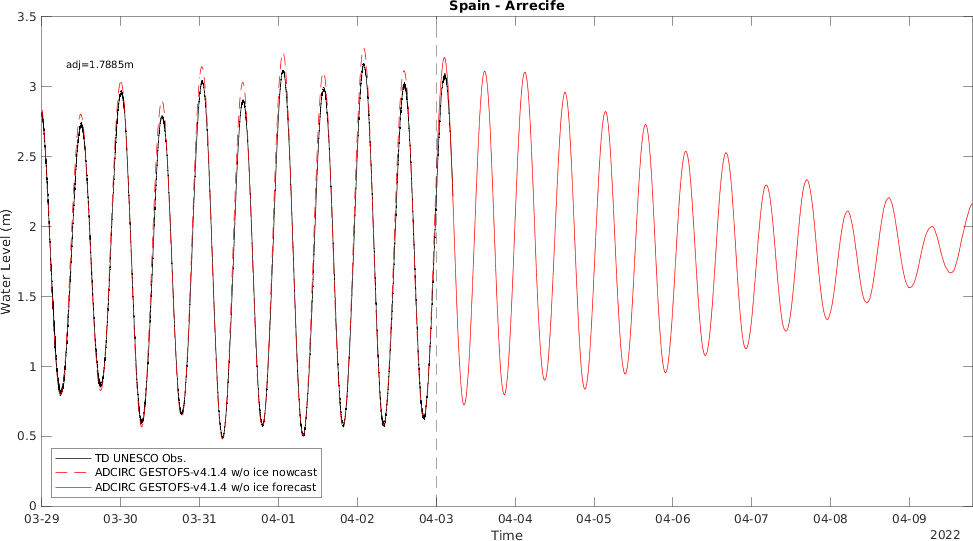 Spain - Arrecife
adj=1.7885m
3.5
3
2.5
2
1.5
1
0.5
0
Water Level (m)
TD UNESCO Obs.
ADCIRC GESTOFS-v4.1.4 w/o ice nowcast
ADCIRC GESTOFS-v4.1.4 w/o ice forecast
03-29 03-30 03-31 04-01 04-02 04-03 04-04 04-05 04-06 04-07 04-08 04-09
Time
2022